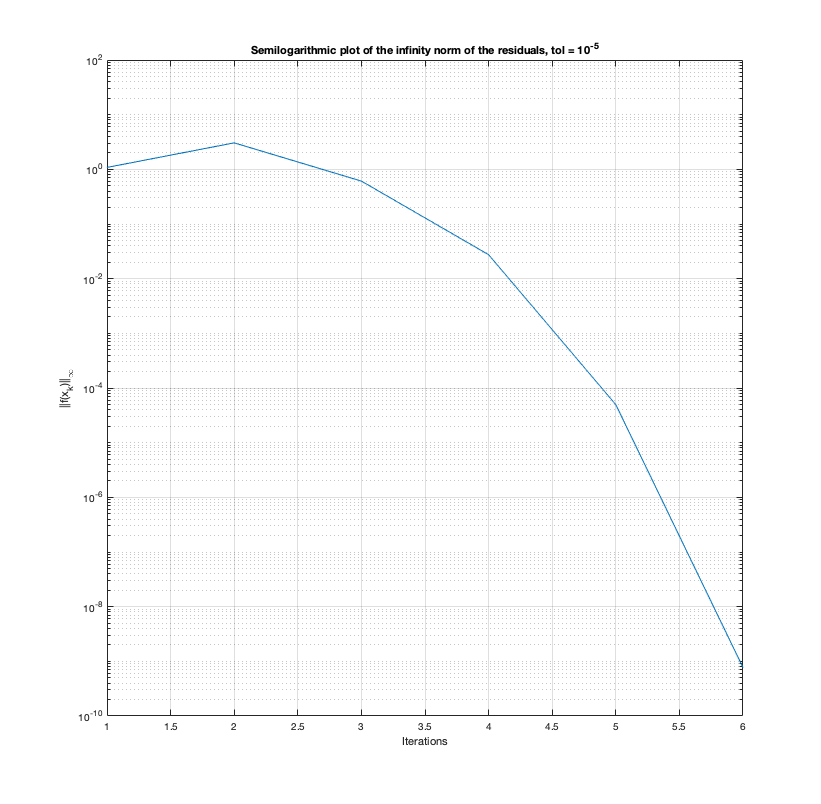 Semilogarithmic plot of the infinity norm of the residuals, tol = 10^-5
10^2
10^0
10^-2
10^-4
10^-6
10^-8
10^-10
||f(x_k)||_∞
1 1.5 2 2.5 3 3.5 4 4.5 5 5.5 6
Iterations